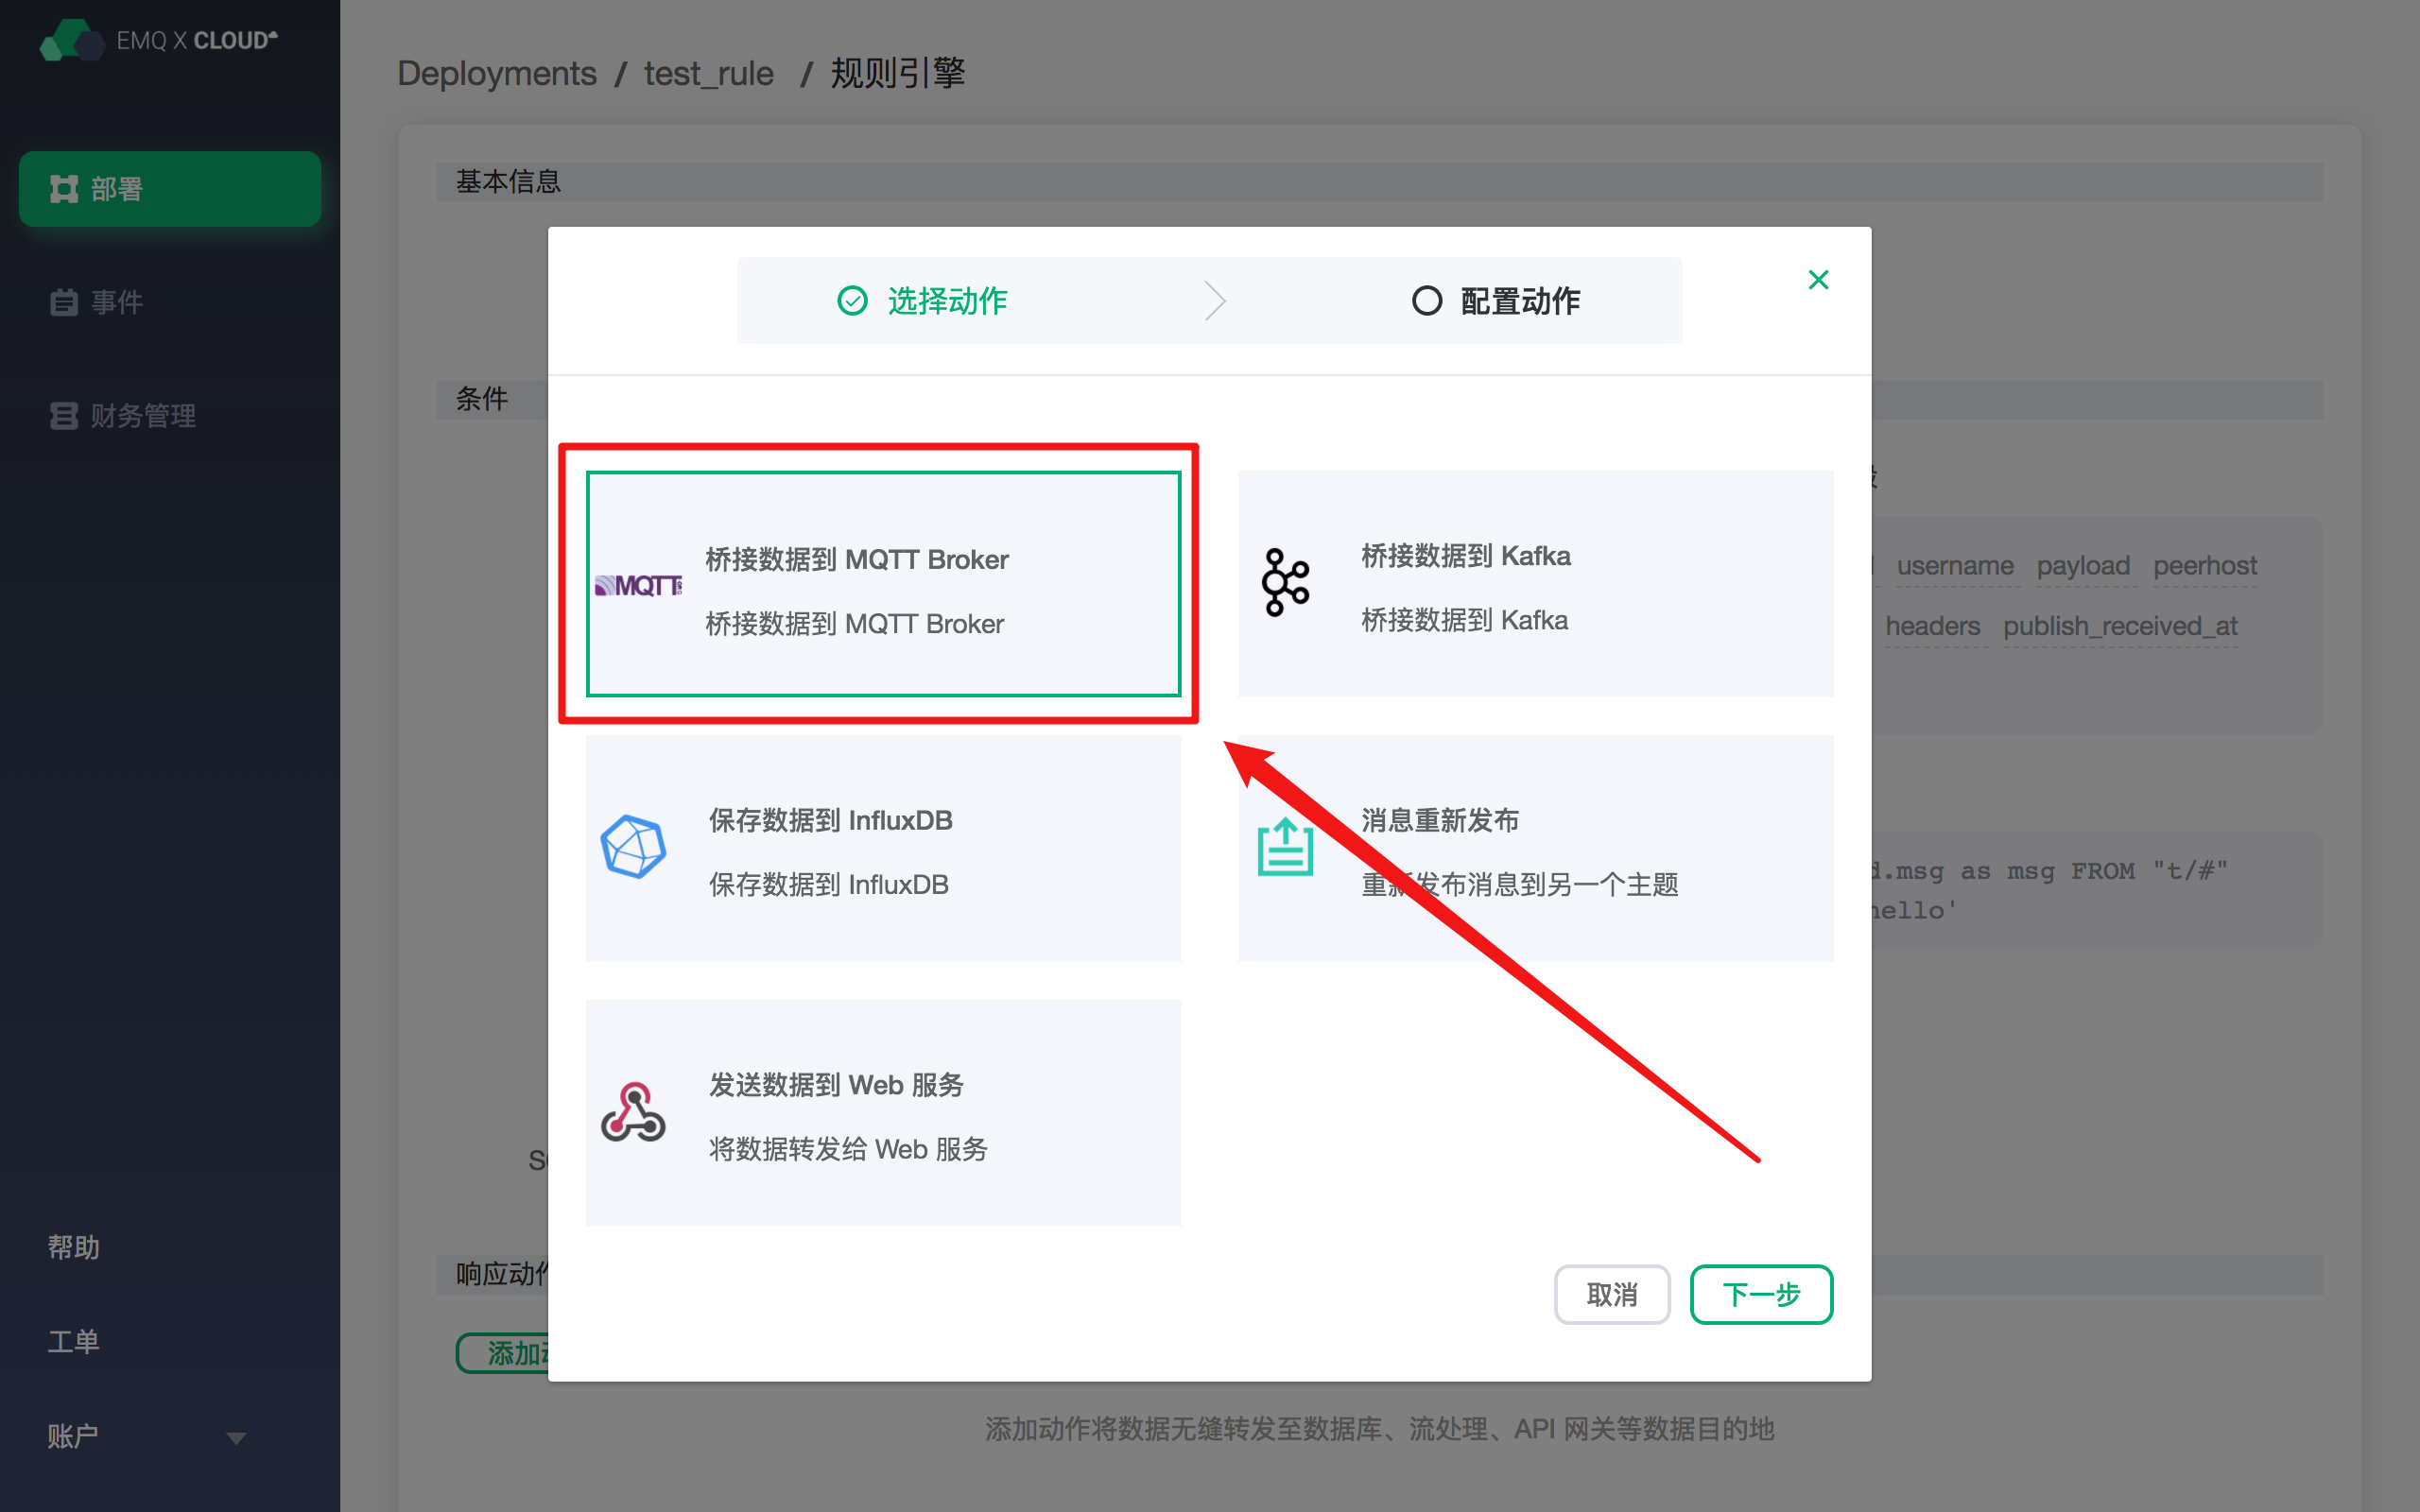 EMQ X CLOUD
部署
事件
财务管理
帮助
工单
账户
Deployments / test_rule / 规则引擎
基本信息
条件
选择动作
配置动作
桥接数据到 MQTT Broker
桥接数据到 MQTT Broker
MQTT
桥接数据到 Kafka
桥接数据到 Kafka
保存数据到 InfluxDB
保存数据到 InfluxDB
消息重新发布
重新发布消息到另一个主题
发送数据到 Web 服务
将数据转发给 Web 服务
取消
下一步
username payload peerhost
headers publish_received_at
d.msg as msg FROM "t/#"
hello'
响应动作
添加动
添加动作将数据无缝转发至数据库、流处理、API 网关等数据目的地